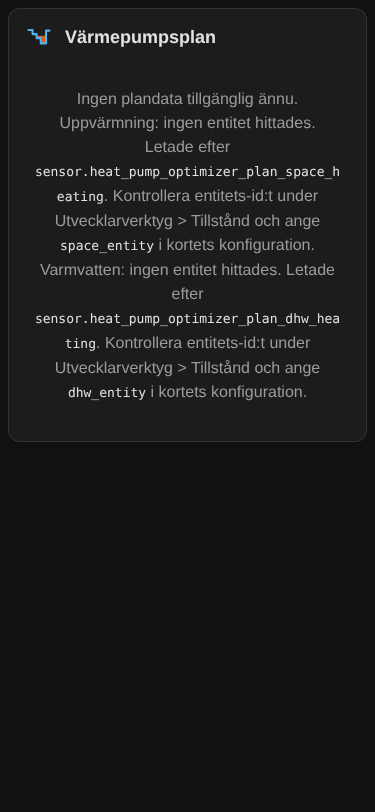 Värmepumpsplan
Ingen plandata tillgänglig ännu.
Uppvärmning: ingen entitet hittades.
Letade efter
sensor.heat_pump_optimizer_plan_space_h
eating. Kontrollera entitets-id:t under
Utvecklarverktyg > Tillstånd och ange
space_entity i kortets konfiguration.
Varmvatten: ingen entitet hittades. Letade
efter
sensor.heat_pump_optimizer_plan_dhw_hea
ting. Kontrollera entitets-id:t under
Utvecklarverktyg > Tillstånd och ange
dhw_entity i kortets konfiguration.